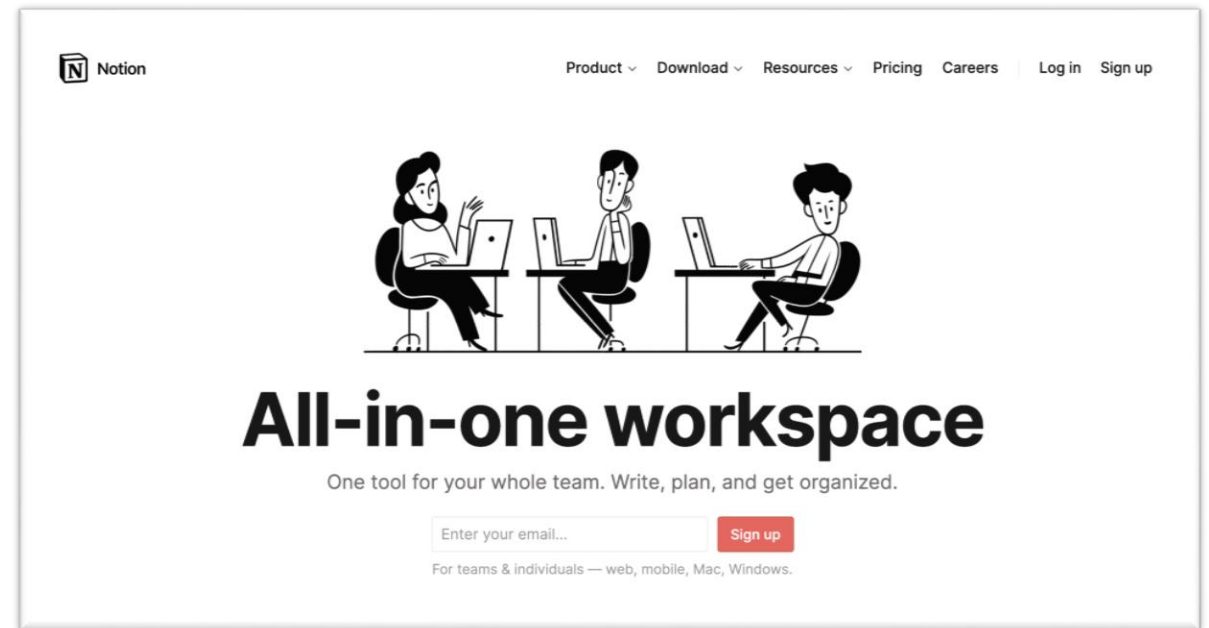 N Notion
Product Download Resources Pricing Careers Log in Sign up
All-in-one workspace
One tool for your whole team. Write, plan, and get organized.
Enter your email... Sign up
For teams & individuals — web, mobile, Mac, Windows.